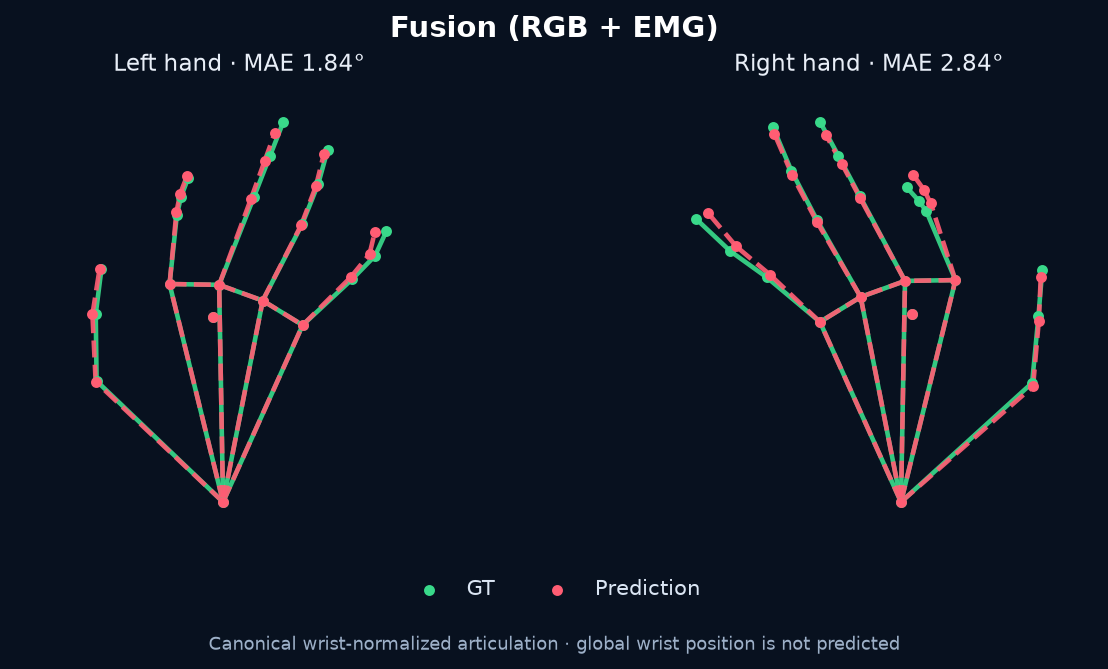 Fusion (RGB + EMG)
Left hand · MAE 1.84°
Right hand · MAE 2.84°
GT
Prediction
Canonical wrist-normalized articulation · global wrist position is not predicted